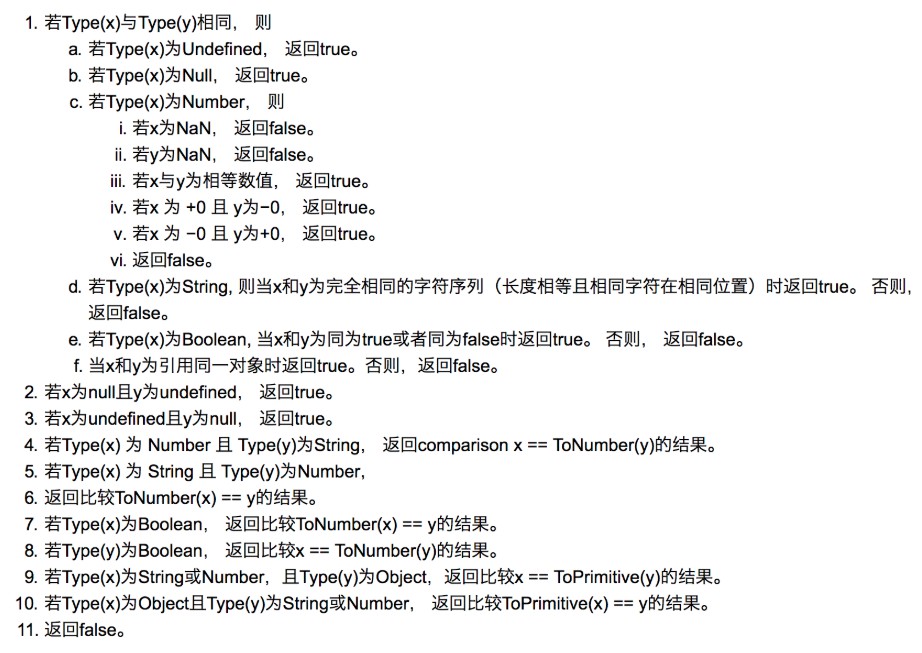 1. 若Type(x)与Type(y)相同， 则
a. 若Type(x)为Undefined， 返回true。
b. 若Type(x)为Null， 返回true。
c. 若Type(x)为Number， 则
i. 若x为NaN， 返回false。
ii. 若y为NaN， 返回false。
iii. 若x与y为相等数值， 返回true。
iv. 若x 为 +0 且 y为−0， 返回true。
v. 若x 为 −0 且 y为+0， 返回true。
vi. 返回false。
d. 若Type(x)为String, 则当x和y为完全相同的字符序列（长度相等且相同字符在相同位置）时返回true。 否则，
返回false。
e. 若Type(x)为Boolean, 当x和y为同为true或者同为false时返回true。 否则， 返回false。
f. 当x和y为引用同一对象时返回true。否则，返回false。
2. 若x为null且y为undefined， 返回true。
3. 若x为undefined且y为null， 返回true。
4. 若Type(x) 为 Number 且 Type(y)为String， 返回comparison x == ToNumber(y)的结果。
5. 若Type(x) 为 String 且 Type(y)为Number，
6. 返回比较ToNumber(x) == y的结果。
7. 若Type(x)为Boolean， 返回比较ToNumber(x) == y的结果。
8. 若Type(y)为Boolean， 返回比较x == ToNumber(y)的结果。
9. 若Type(x)为String或Number，且Type(y)为Object，返回比较x == ToPrimitive(y)的结果。
10. 若Type(x)为Object且Type(y)为String或Number， 返回比较ToPrimitive(x) == y的结果。
11. 返回false。